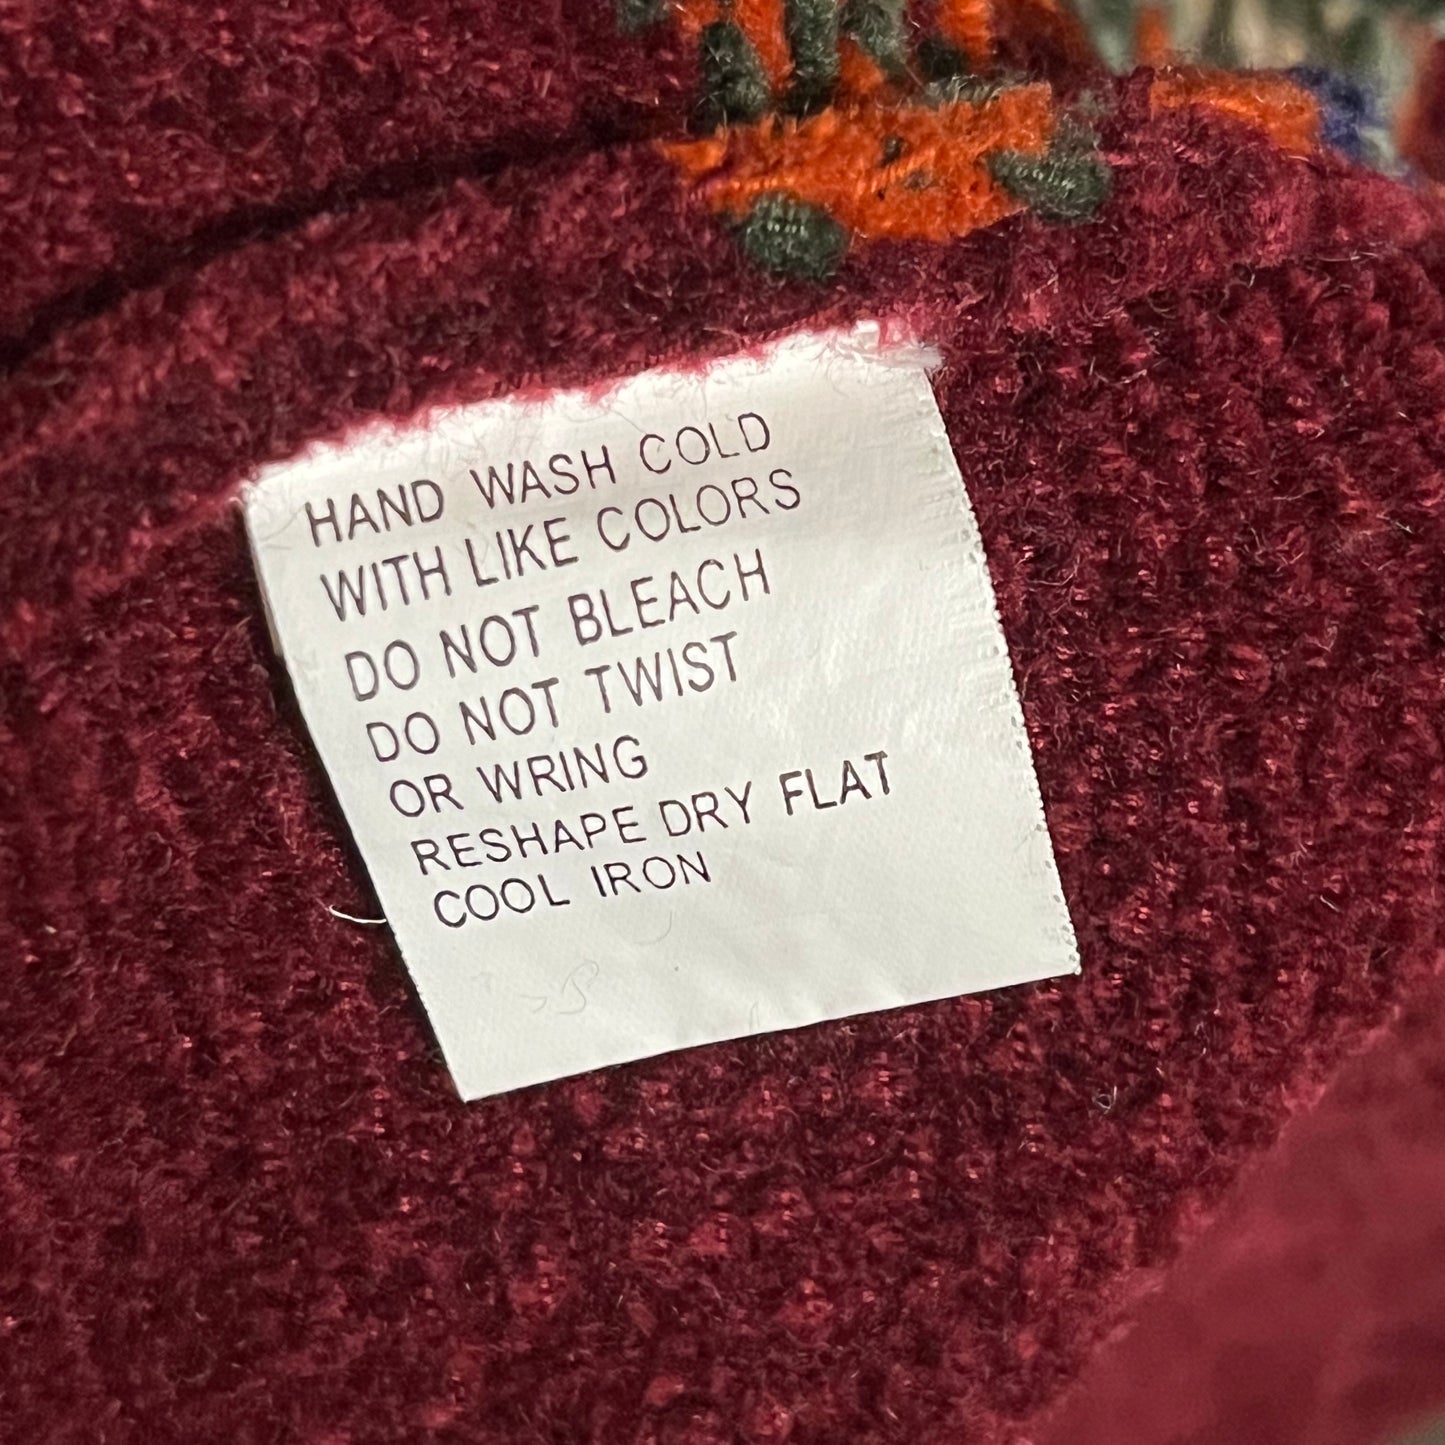 HAND WASH COLD
WITH LIKE COLORS
DO NOT BLEACH
DO NOT TWIST
OR WRING
RESHAPE DRY FLAT
COOL IRON